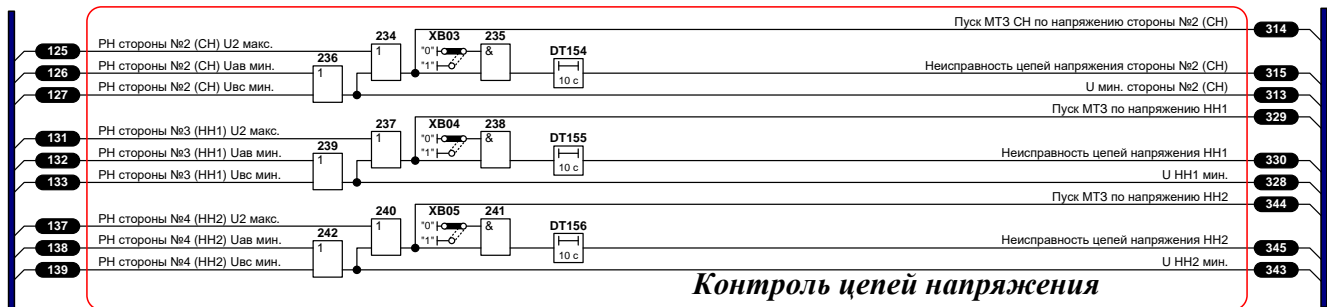 Пуск МТЗ СН по напряжению стороны №2 (СН)
314
234
XB03
235
125
РН стороны №2 (СН) U2 макс.
1
"0"
&
DT154
236
126
РН стороны №2 (СН) Uав мин.
1
"1"
10 с
Неисправность цепей напряжения стороны №2 (СН)
315
127
РН стороны №2 (СН) Uвс мин.
U мин. стороны №2 (СН)
313
Пуск МТЗ по напряжению НН1
329
237
XB04
238
131
РН стороны №3 (НН1) U2 макс.
1
"0"
&
DT155
239
132
РН стороны №3 (НН1) Uав мин.
1
"1"
10 с
Неисправность цепей напряжения НН1
330
133
РН стороны №3 (НН1) Uвс мин.
U НН1 мин.
328
Пуск МТЗ по напряжению НН2
344
240
XB05
241
137
РН стороны №4 (НН2) U2 макс.
1
"0"
&
DT156
242
138
РН стороны №4 (НН2) Uав мин.
1
"1"
10 с
Неисправность цепей напряжения НН2
345
139
РН стороны №4 (НН2) Uвс мин.
U НН2 мин.
343
Контроль цепей напряжения